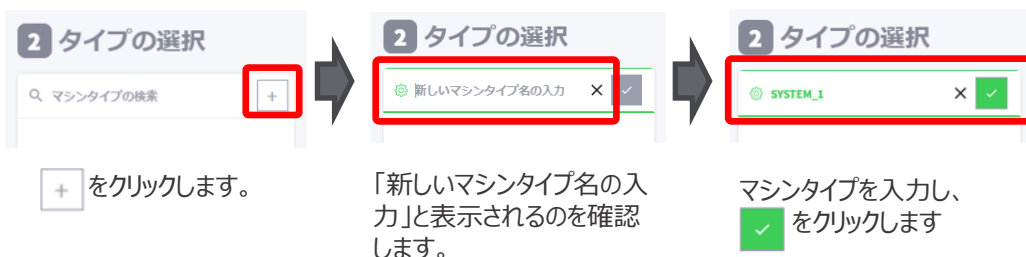 2 タイプの選択
マシンタイプの検索
+
+ をクリックします。
2 タイプの選択
新しいマシンタイプ名の入力
「新しいマシンタイプ名の入
力」と表示されるのを確認
します。
2 タイプの選択
SYSTEM_1
マシンタイプを入力し、
をクリックします